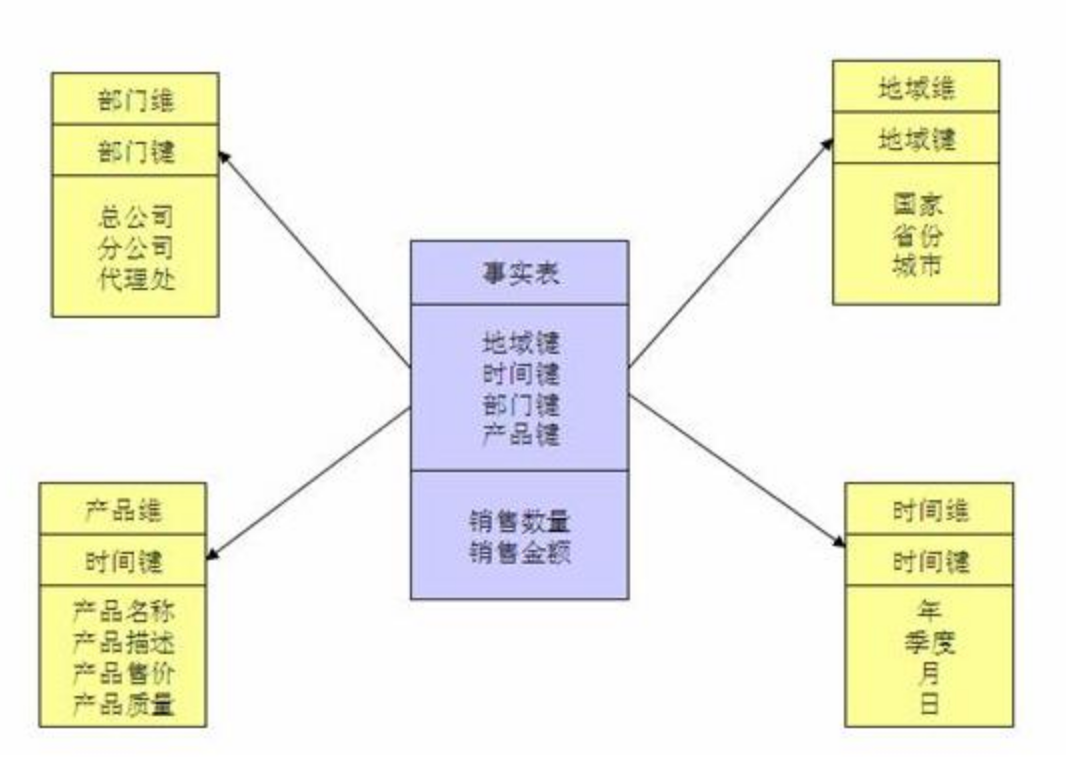 部门维
部门键
总公司
分公司
代理处
地域维
地域键
国家
省份
城市
事实表
地域键
时间键
部门键
产品键
销售数量
销售金额
产品维
时间键
产品名称
产品描述
产品售价
产品质量
时间维
时间键
年
季度
月
日